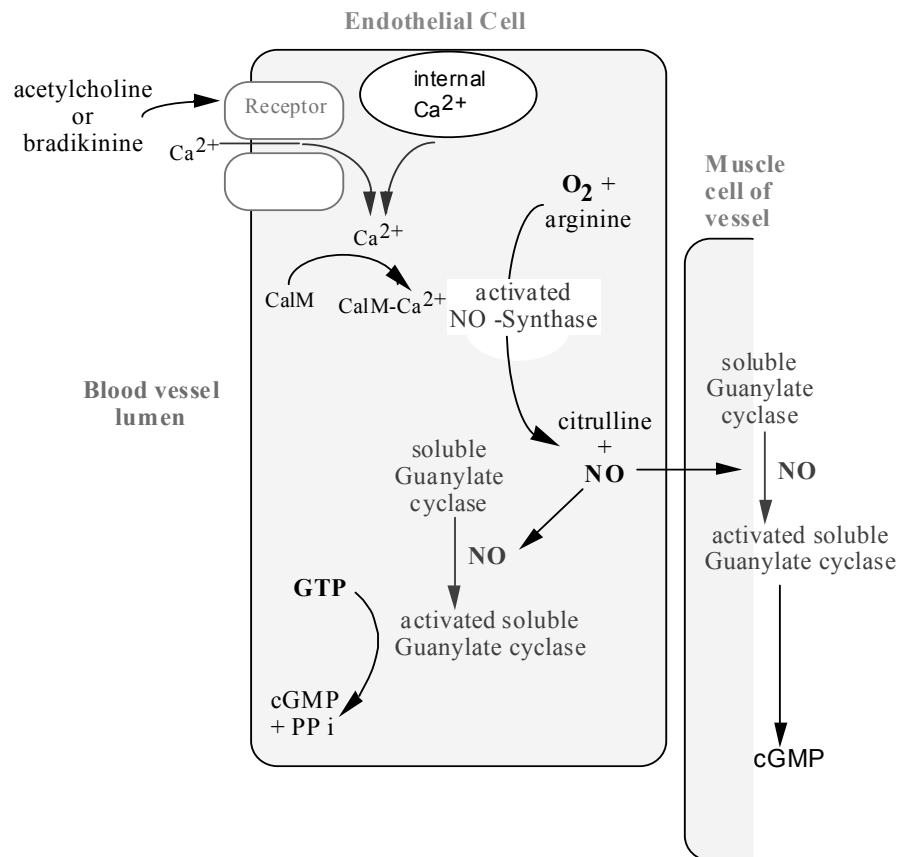 Endothelial Cell
acetylcholine
or
bradikinine
Receptor
internal
Ca2+
Ca2+
Ca2+
CalM
CalM-Ca2+
O2 +
arginine
activated
NO -Synthase
Muscle
cell of
vessel
Blood vessel
lumen
citrulline
+
NO
soluble
Guanylate
cyclase
NO
activated soluble
Guanylate cyclase
GTP
cGMP
+ PP i
soluble
Guanylate
cyclase
NO
activated soluble
Guanylate cyclase
cGMP